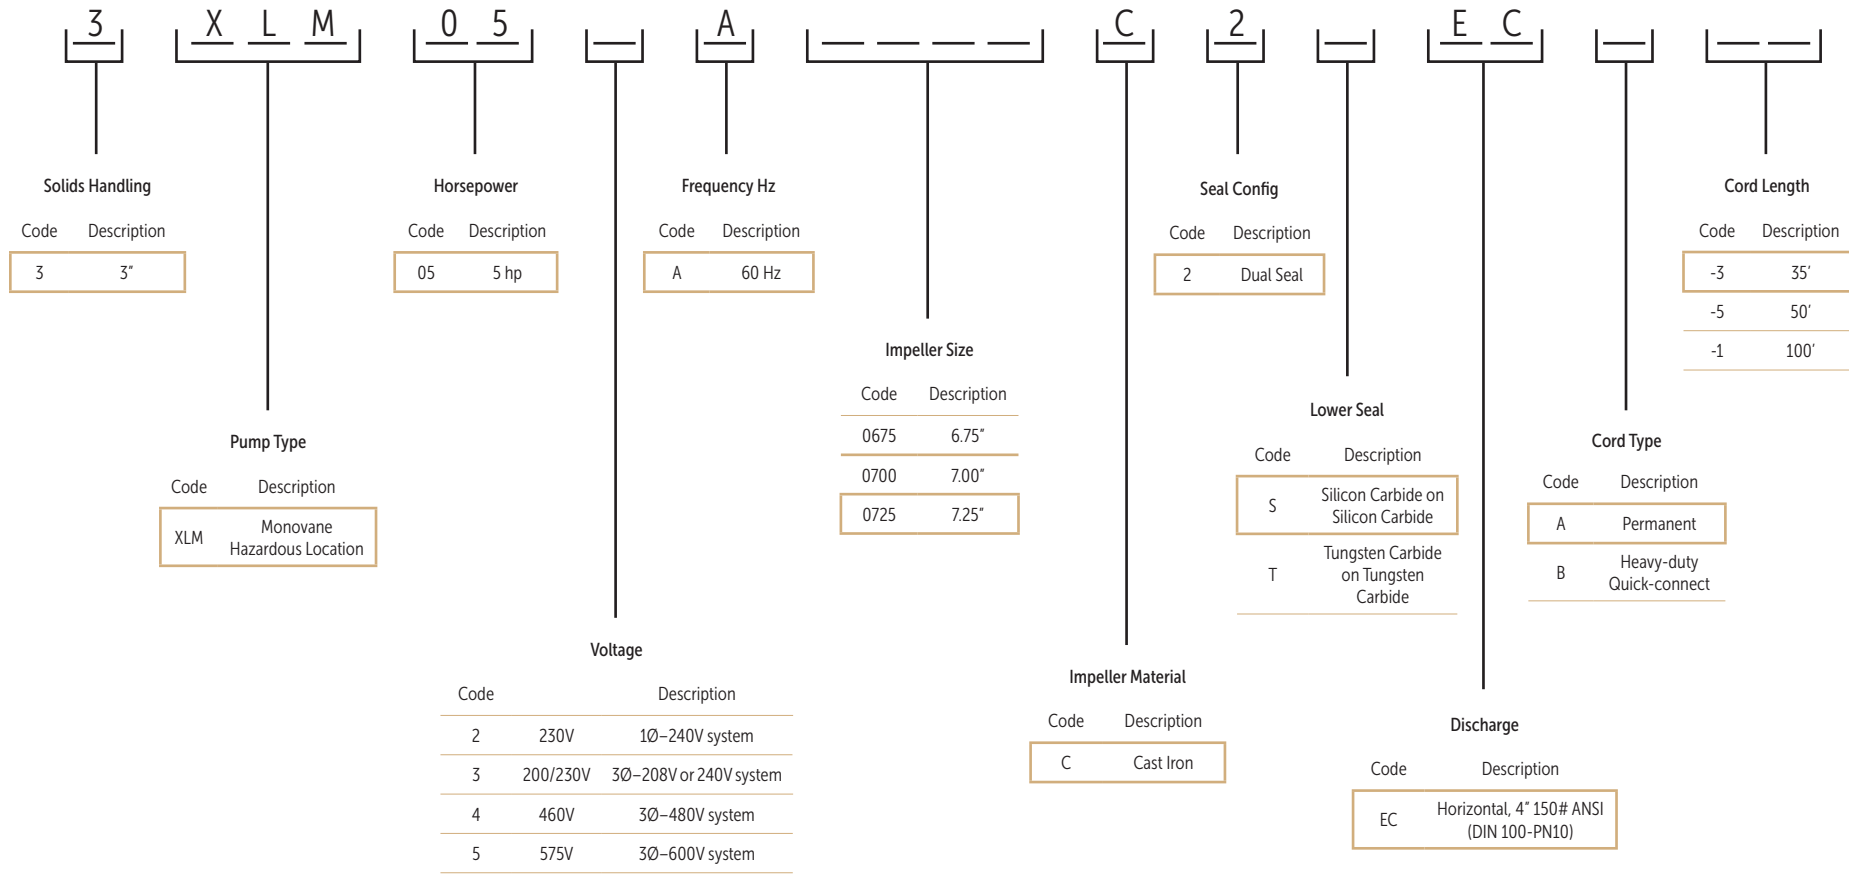 3 X L M 0 5 _ A _ _ _ _ C 2 _ E C _ _ _
Solids Handling
Code Description
3 3″
Pump Type
Code Description
XLM Monovane
Hazardous Location
Horsepower
Code Description
05 5 hp
Voltage
Code Description
2 230V 1Ø–240V system
3 200/230V 3Ø–208V or 240V system
4 460V 3Ø–480V system
5 575V 3Ø–600V system
Frequency Hz
Code Description
A 60 Hz
Impeller Size
Code Description
0675 6.75″
0700 7.00″
0725 7.25″
Impeller Material
Code Description
C Cast Iron
Seal Config
Code Description
2 Dual Seal
Lower Seal
Code Description
S Silicon Carbide on
Silicon Carbide
T Tungsten Carbide
on Tungsten
Carbide
Discharge
Code Description
EC Horizontal, 4″ 150# ANSI
(DIN 100-PN10)
Cord Type
Code Description
A Permanent
B Heavy-duty
Quick-connect
Cord Length
Code Description
-3 35′
-5 50′
-1 100′